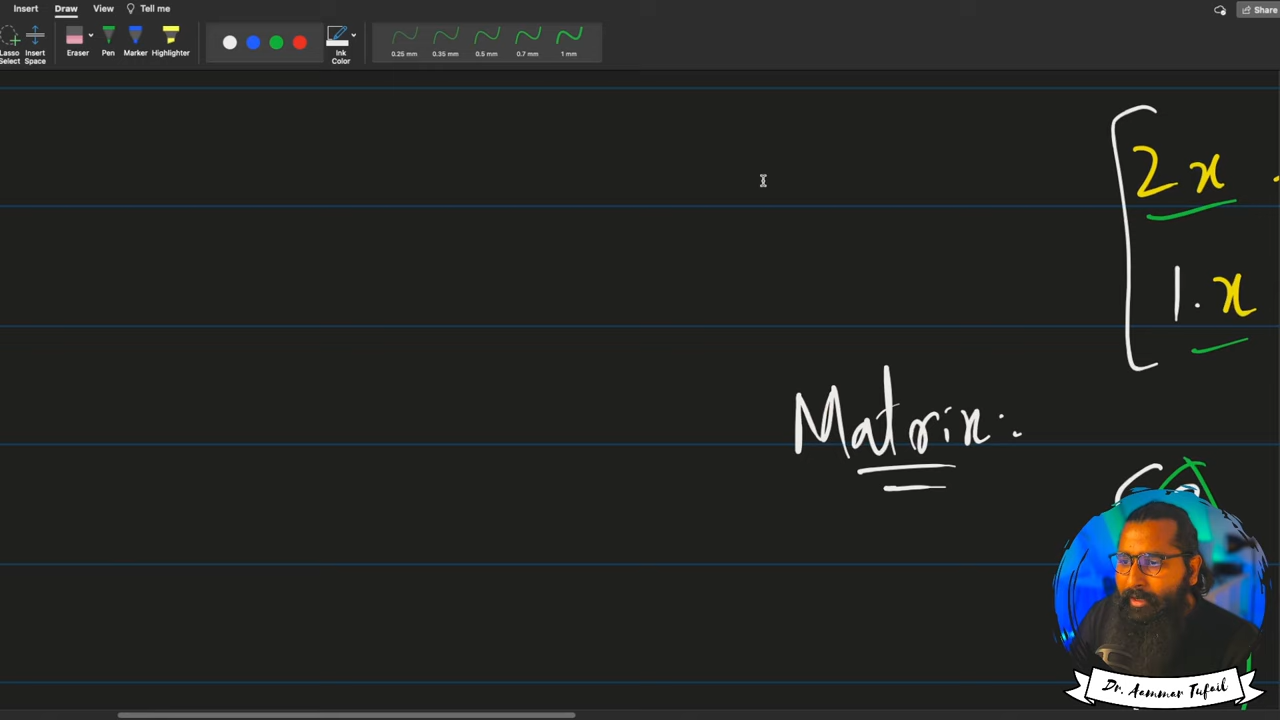 Insert Draw View Tell me Share
Lasso Select Insert Space Eraser Pen Marker Highlighter Ink Color 0.25 mm 0.35 mm 0.5 mm 0.7 mm 1 mm
2x
1.x
Matrix:
Dr. Aammar Tufail